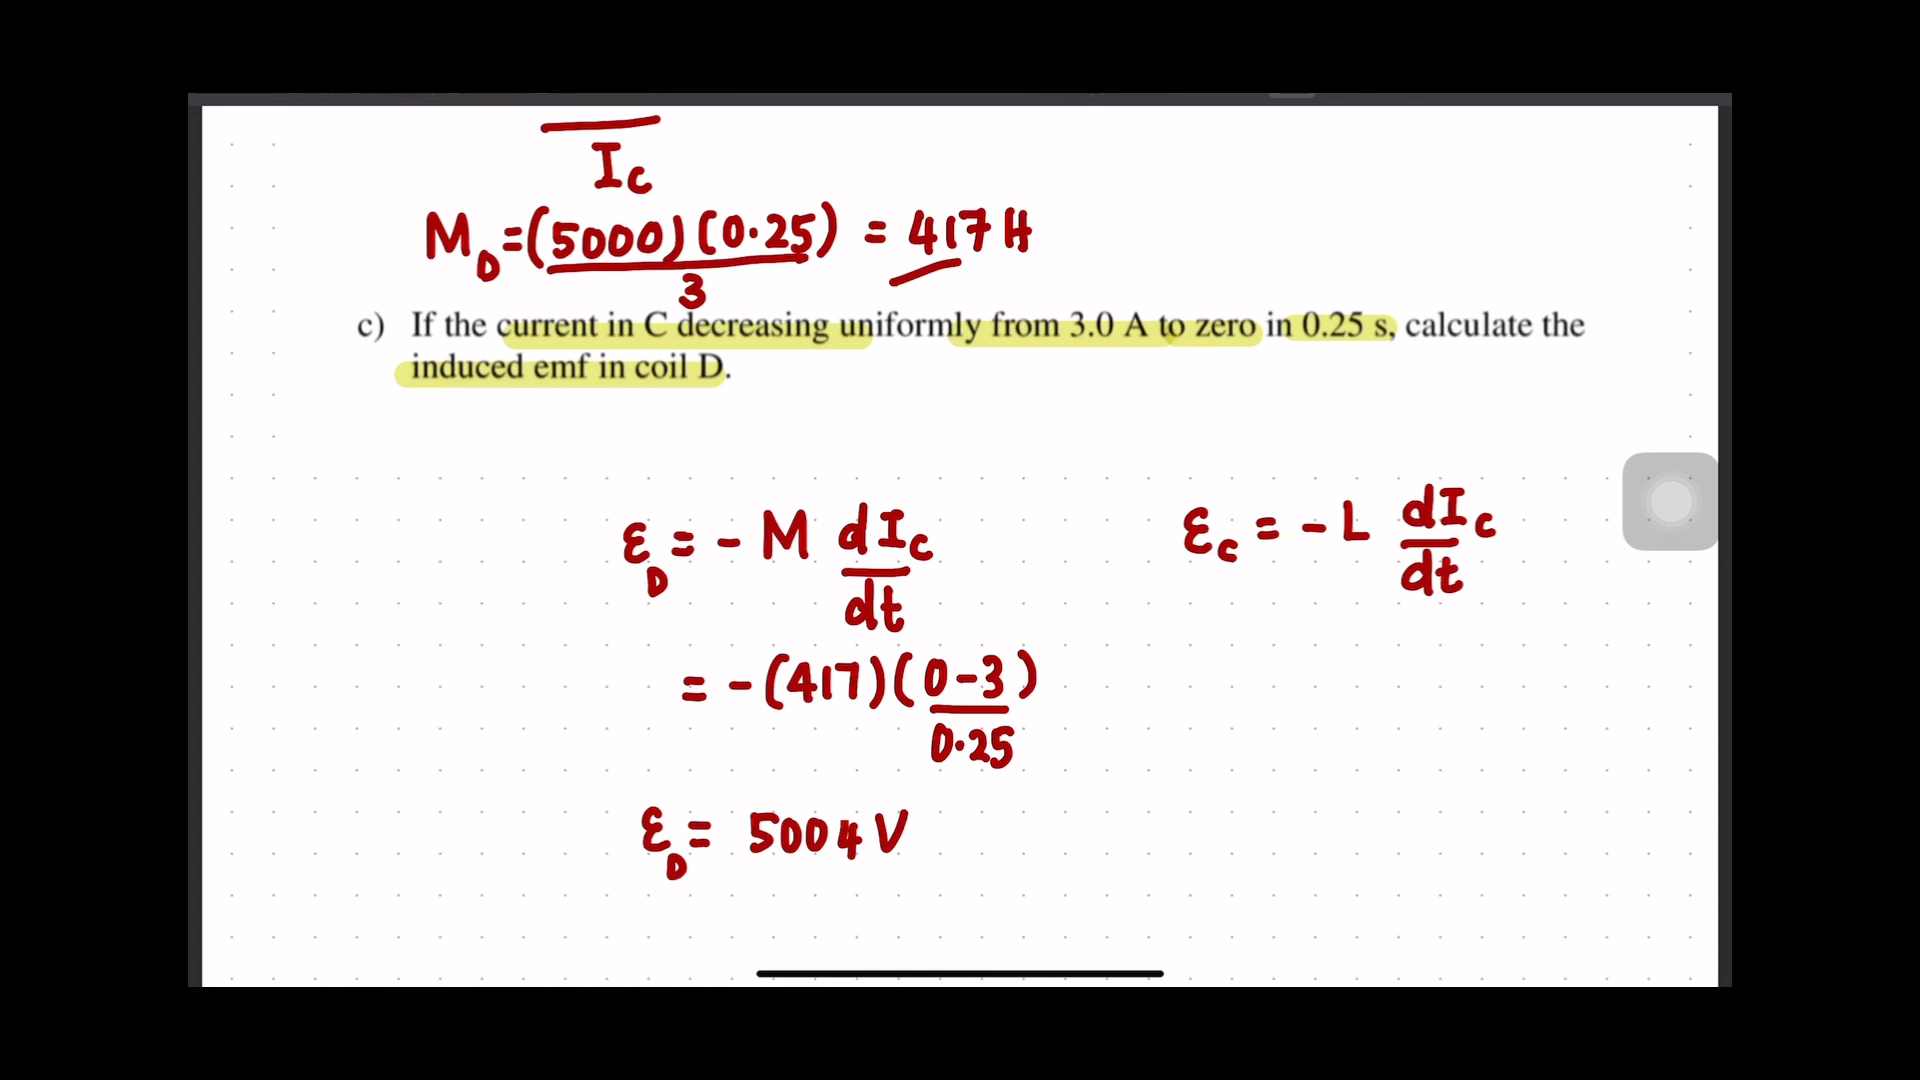 I_C
M_D = (5000)(0.25) = 417 H
3
c) If the current in C decreasing uniformly from 3.0 A to zero in 0.25 s, calculate the
induced emf in coil D.
ε_D = - M dI_C
dt
ε_C = - L dI_C
dt
= - (417)(0-3)
0.25
ε_D = 5004 V